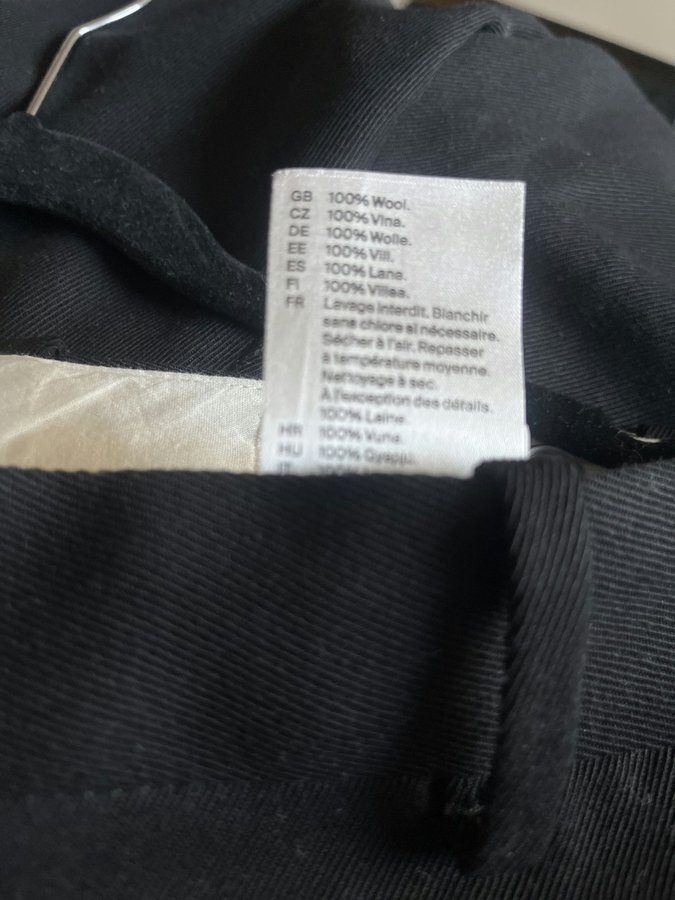 GB 100% Wool.
CZ 100% Vlna.
DE 100% Wolle.
EE 100% Vill.
ES 100% Lana.
FI 100% Villaa.
FR Lavage interdit. Blanchir
sans chlore si nécessaire.
Sécher à l'air. Repasser
à température moyenne.
Nettoyage à sec.
À l'exception des détails.
100% Laine.
HR 100% Vuna.
HU 100% Gyapjú.
IT 100%